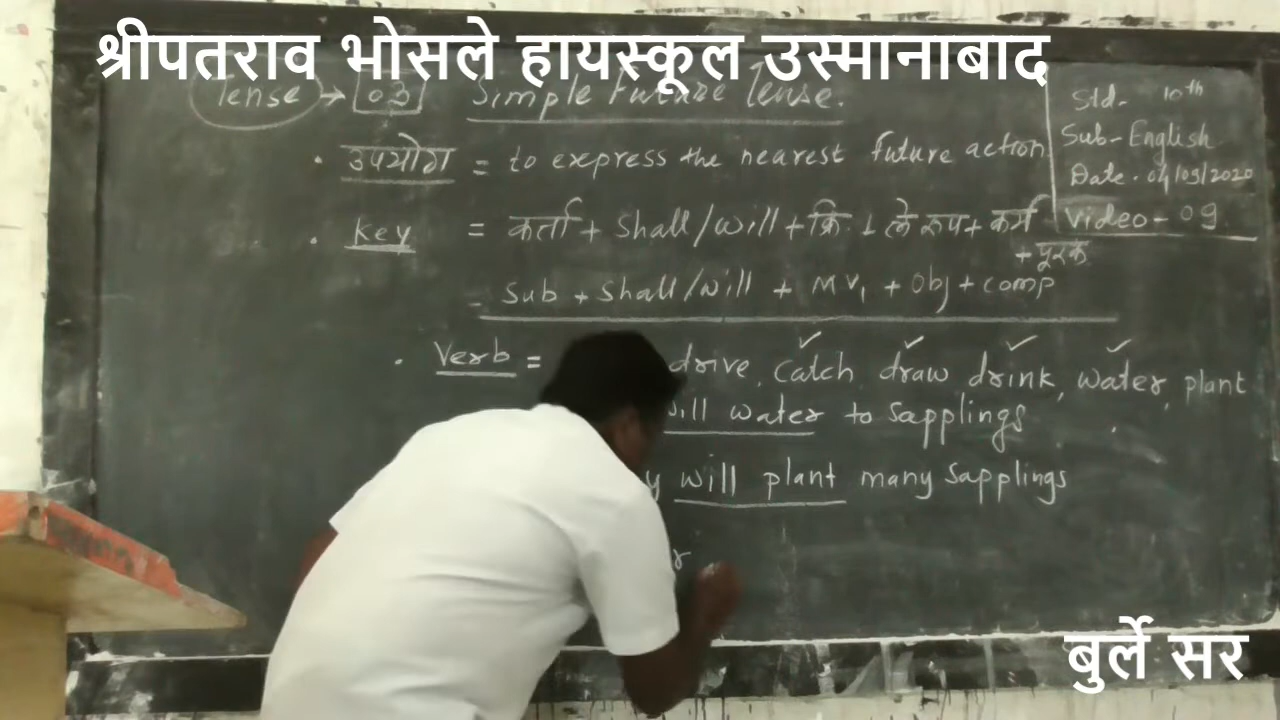 श्रीपतराव भोसले हायस्कूल उस्मानाबाद
Tense → 03 Simple Future Tense.
Std- 10th
Sub- English
Date. /09/2020
Video- 09
• उपयोग = to express the nearest future action
• Key = कर्ता + Shall/will + क्रि 1 ले रूप + कर्म
+ पूरक
= Sub + Shall/will + MV1 + Obj + comp
• Verb = drive, catch draw drink, water, plant
will water to sapplings
will plant many sapplings
बुर्ले सर